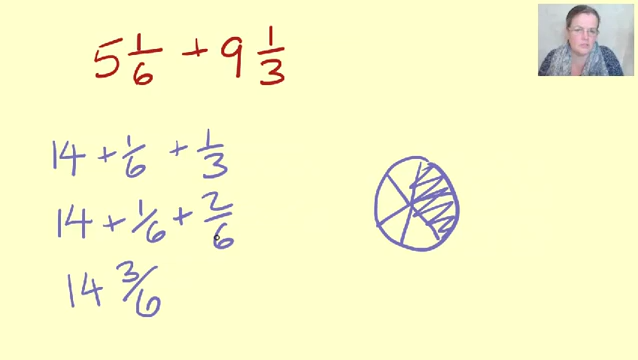 5 1/6 + 9 1/3
14 + 1/6 + 1/3
14 + 1/6 + 2/6
14 3/6